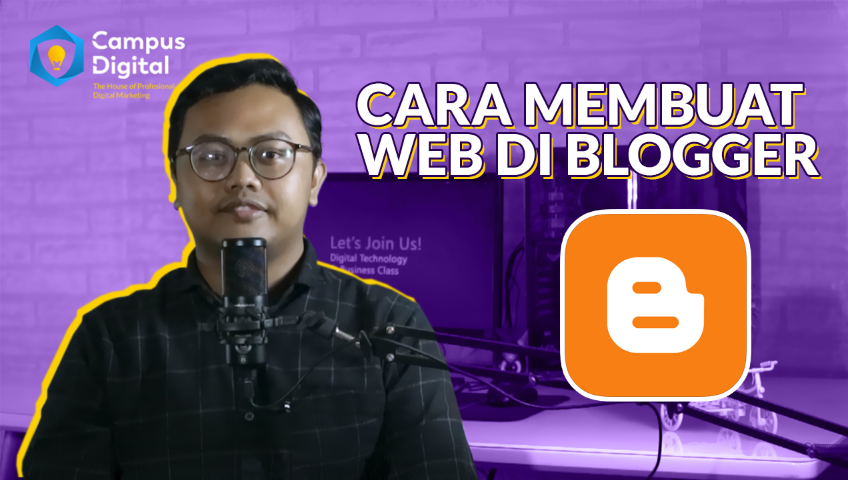 Campus
Digital
The House of Profesional
Digital Marketing
CARA MEMBUAT
WEB DI BLOGGER
Let's Join Us!
Digital Technology
Business Class